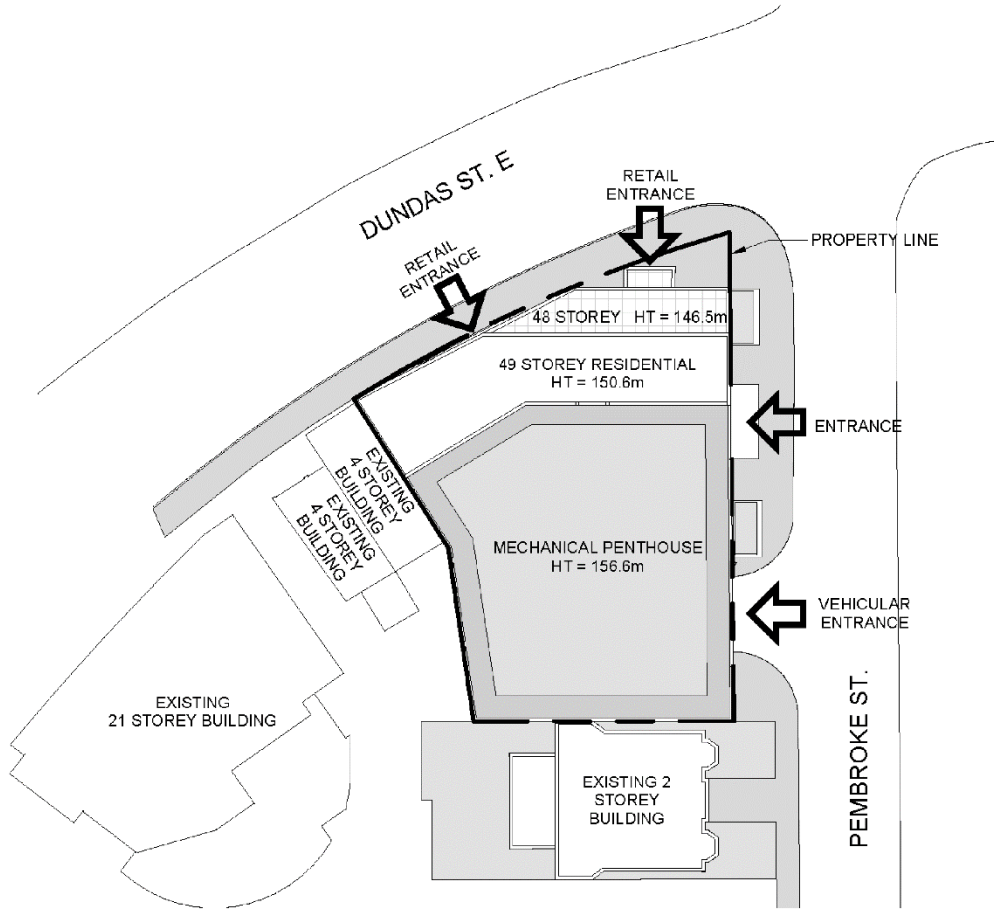 DUNDAS ST. E
RETAIL
ENTRANCE
RETAIL
ENTRANCE
PROPERTY LINE
48 STOREY HT = 146.5m
49 STOREY RESIDENTIAL
HT = 150.6m
ENTRANCE
EXISTING
4 STOREY
BUILDING
EXISTING
4 STOREY
BUILDING
MECHANICAL PENTHOUSE
HT = 156.6m
VEHICULAR
ENTRANCE
EXISTING
21 STOREY BUILDING
EXISTING 2
STOREY
BUILDING
PEMBROKE ST.